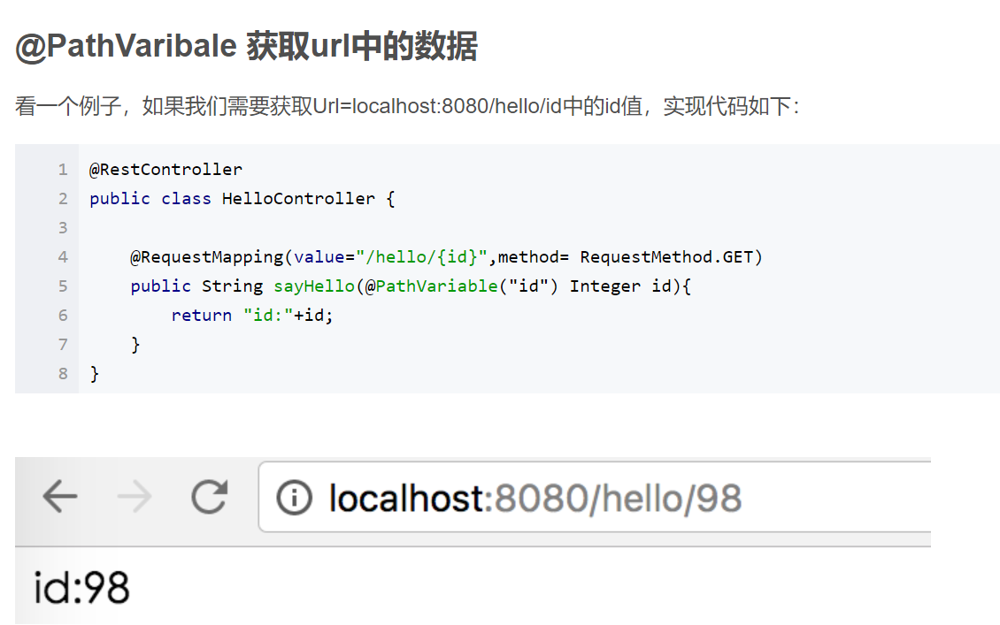 @PathVaribale 获取url中的数据
看一个例子，如果我们需要获取Url=localhost:8080/hello/id中的id值，实现代码如下：
1 @RestController
2 public class HelloController {
3
4     @RequestMapping(value="/hello/{id}",method= RequestMethod.GET)
5     public String sayHello(@PathVariable("id") Integer id){
6         return "id:"+id;
7     }
8 }
localhost:8080/hello/98
id:98